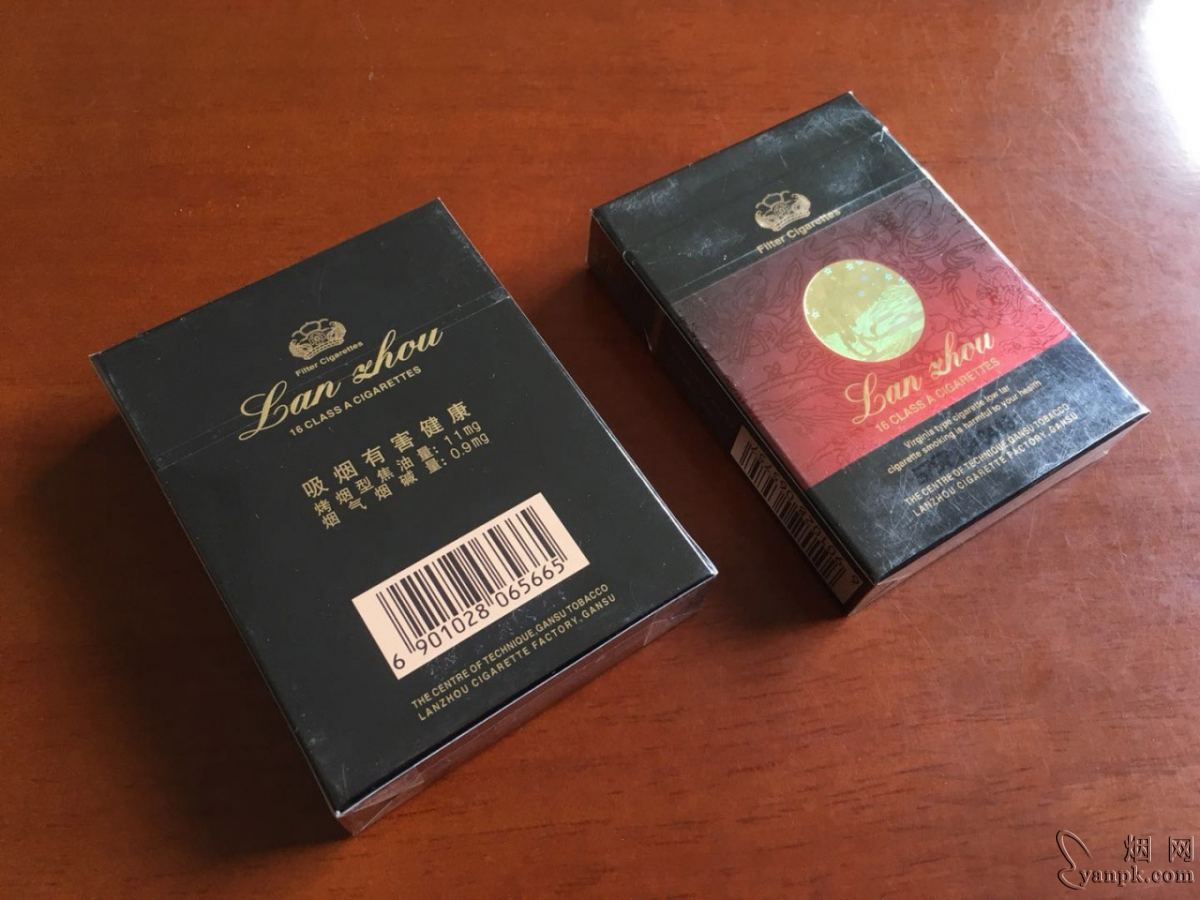 Filter Cigarettes
Lan zhou
16 CLASS A CIGARETTES
吸烟有害健康
烤烟型焦油量:11mg
烟气烟碱量:0.9mg
6 901028 065665
THE CENTRE OF TECHNIQUE,GANSU TOBACCO
LANZHOU CIGARETTE FACTORY.GANSU
Filter Cigarettes
Lan zhou
16 CLASS A CIGARETTES
Virginia type cigarette low tar
cigarette smoking is harmful to your health
THE CENTRE OF TECHNIQUE,GANSU TOBACCO
LANZHOU CIGARETTE FACTORY.GANSU
烟网
yanpk.com